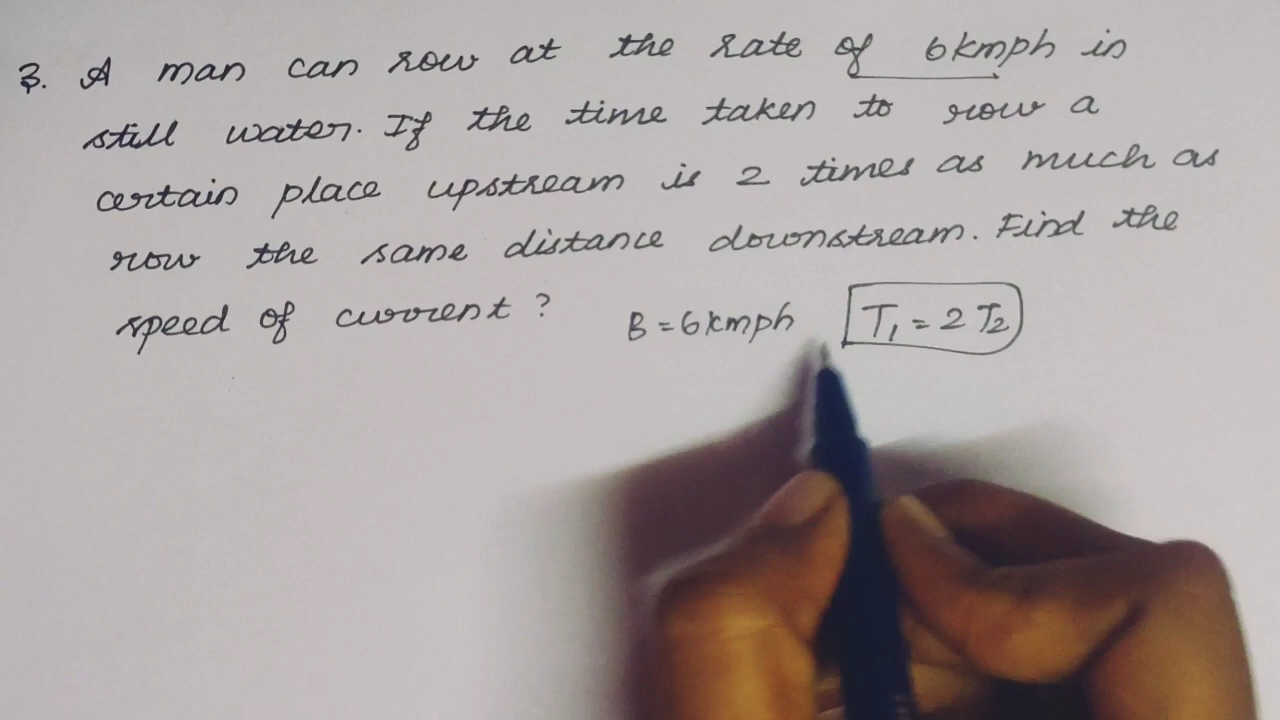 3. A man can row at the rate of 6kmph in
still water. If the time taken to row a
certain place upstream is 2 times as much as
row the same distance downstream. Find the
speed of current? B = 6kmph T₁ = 2 T₂